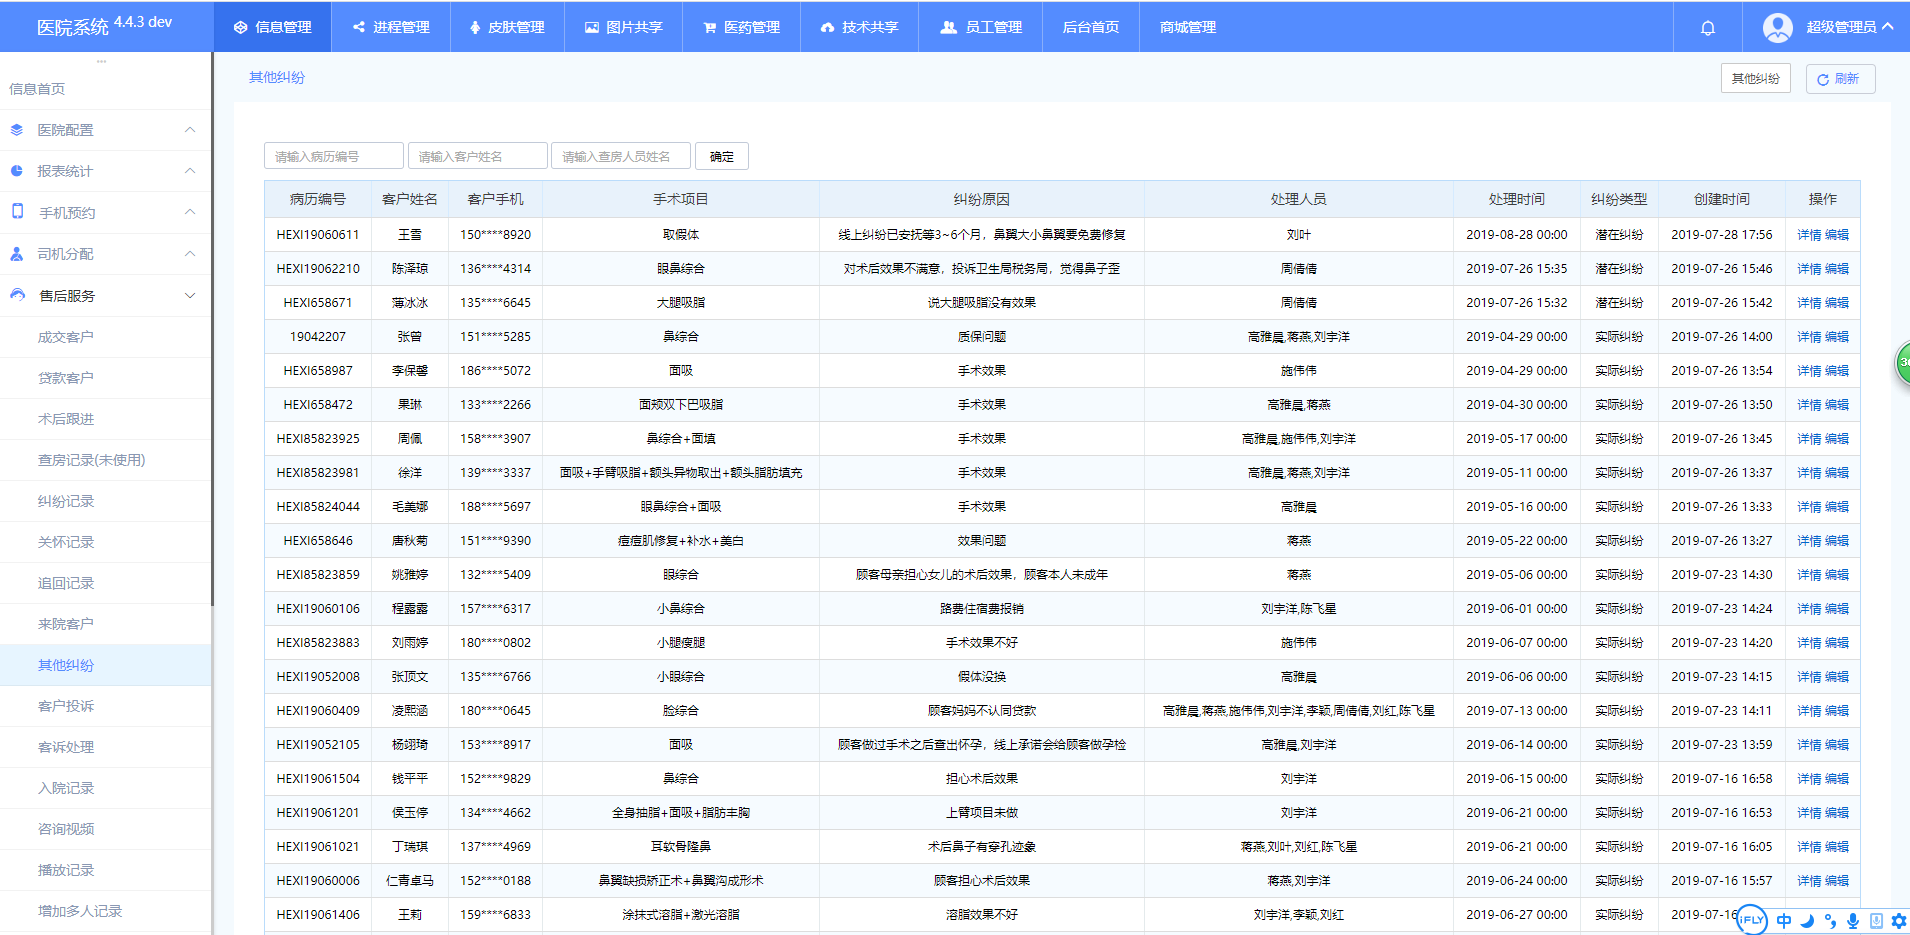 医院系统 4.4.3 dev 信息管理 进程管理 皮肤管理 图片共享 医药管理 技术共享 员工管理 后台首页 商城管理 超级管理员
信息首页
医院配置
报表统计
手机预约
司机分配
售后服务
成交客户
贷款客户
术后跟进
查房记录(未使用)
纠纷记录
关怀记录
追回记录
来院客户
其他纠纷
客户投诉
客诉处理
入院记录
咨询视频
播放记录
增加多人记录
其他纠纷 其他纠纷 刷新
请输入病历编号 请输入客户姓名 请输入查房人员姓名 确定
病历编号 客户姓名 客户手机 手术项目 纠纷原因 处理人员 处理时间 纠纷类型 创建时间 操作
HEXI19060611 王雪 150****8920 取假体 线上纠纷已安抚等3~6个月，鼻翼大小鼻翼要免费修复 刘叶 2019-08-28 00:00 潜在纠纷 2019-07-28 17:56 详情 编辑
HEXI19062210 陈泽琼 136****4314 眼鼻综合 对术后效果不满意，投诉卫生局税务局，觉得鼻子歪 周倩倩 2019-07-26 15:35 潜在纠纷 2019-07-26 15:46 详情 编辑
HEXI658671 薄冰冰 135****6645 大腿吸脂 说大腿吸脂没有效果 周倩倩 2019-07-26 15:32 潜在纠纷 2019-07-26 15:42 详情 编辑
19042207 张曾 151****5285 鼻综合 质保问题 高雅晨,蒋燕,刘宇洋 2019-04-29 00:00 实际纠纷 2019-07-26 14:00 详情 编辑
HEXI658987 李保馨 186****5072 面吸 手术效果 施伟伟 2019-04-29 00:00 实际纠纷 2019-07-26 13:54 详情 编辑
HEXI658472 果琳 133****2266 面颊双下巴吸脂 手术效果 高雅晨,蒋燕 2019-04-30 00:00 实际纠纷 2019-07-26 13:50 详情 编辑
HEXI85823925 周佩 158****3907 鼻综合+面填 手术效果 高雅晨,施伟伟,刘宇洋 2019-05-17 00:00 实际纠纷 2019-07-26 13:45 详情 编辑
HEXI85823981 徐洋 139****3337 面吸+手臂吸脂+额头异物取出+额头脂肪填充 手术效果 高雅晨,蒋燕,刘宇洋 2019-05-11 00:00 实际纠纷 2019-07-26 13:37 详情 编辑
HEXI85824044 毛美娜 188****5697 眼鼻综合+面吸 手术效果 高雅晨 2019-05-16 00:00 实际纠纷 2019-07-26 13:33 详情 编辑
HEXI658646 唐秋菊 151****9390 痘痘肌修复+补水+美白 效果问题 蒋燕 2019-05-22 00:00 实际纠纷 2019-07-26 13:27 详情 编辑
HEXI85823859 姚雅婷 132****5409 眼综合 顾客母亲担心女儿的术后效果，顾客本人未成年 蒋燕 2019-05-06 00:00 实际纠纷 2019-07-23 14:30 详情 编辑
HEXI19060106 程露露 157****6317 小鼻综合 路费住宿费报销 刘宇洋,陈飞星 2019-06-01 00:00 实际纠纷 2019-07-23 14:24 详情 编辑
HEXI85823883 刘雨婷 180****0802 小腿瘦腿 手术效果不好 施伟伟 2019-06-07 00:00 实际纠纷 2019-07-23 14:20 详情 编辑
HEXI19052008 张顶文 135****6766 小眼综合 假体没换 高雅晨 2019-06-06 00:00 实际纠纷 2019-07-23 14:15 详情 编辑
HEXI19060409 凌熙涵 180****0645 脸综合 顾客妈妈不认同贷款 高雅晨,蒋燕,施伟伟,刘宇洋,李颖,周倩倩,刘红,陈飞星 2019-07-13 00:00 实际纠纷 2019-07-23 14:11 详情 编辑
HEXI19052105 杨翊琦 153****8917 面吸 顾客做过手术之后查出怀孕，线上承诺会给顾客做孕检 高雅晨,刘宇洋 2019-06-14 00:00 实际纠纷 2019-07-23 13:59 详情 编辑
HEXI19061504 钱平平 152****9829 鼻综合 担心术后效果 刘宇洋 2019-06-15 00:00 实际纠纷 2019-07-16 16:58 详情 编辑
HEXI19061201 侯玉停 134****4662 全身抽脂+面吸+脂肪丰胸 上臂项目未做 刘宇洋 2019-06-21 00:00 实际纠纷 2019-07-16 16:53 详情 编辑
HEXI19061021 丁瑞琪 137****4969 耳软骨隆鼻 术后鼻子有穿孔迹象 蒋燕,刘叶,刘红,陈飞星 2019-06-21 00:00 实际纠纷 2019-07-16 16:05 详情 编辑
HEXI19060006 仁青卓马 152****0188 鼻翼缺损矫正术+鼻翼沟成形术 顾客担心术后效果 蒋燕,刘宇洋 2019-06-24 00:00 实际纠纷 2019-07-16 15:57 详情 编辑
HEXI19061406 王莉 159****6833 涂抹式溶脂+激光溶脂 溶脂效果不好 刘宇洋,李颖,刘红 2019-06-27 00:00 实际纠纷 2019-07-16
iFLY 中